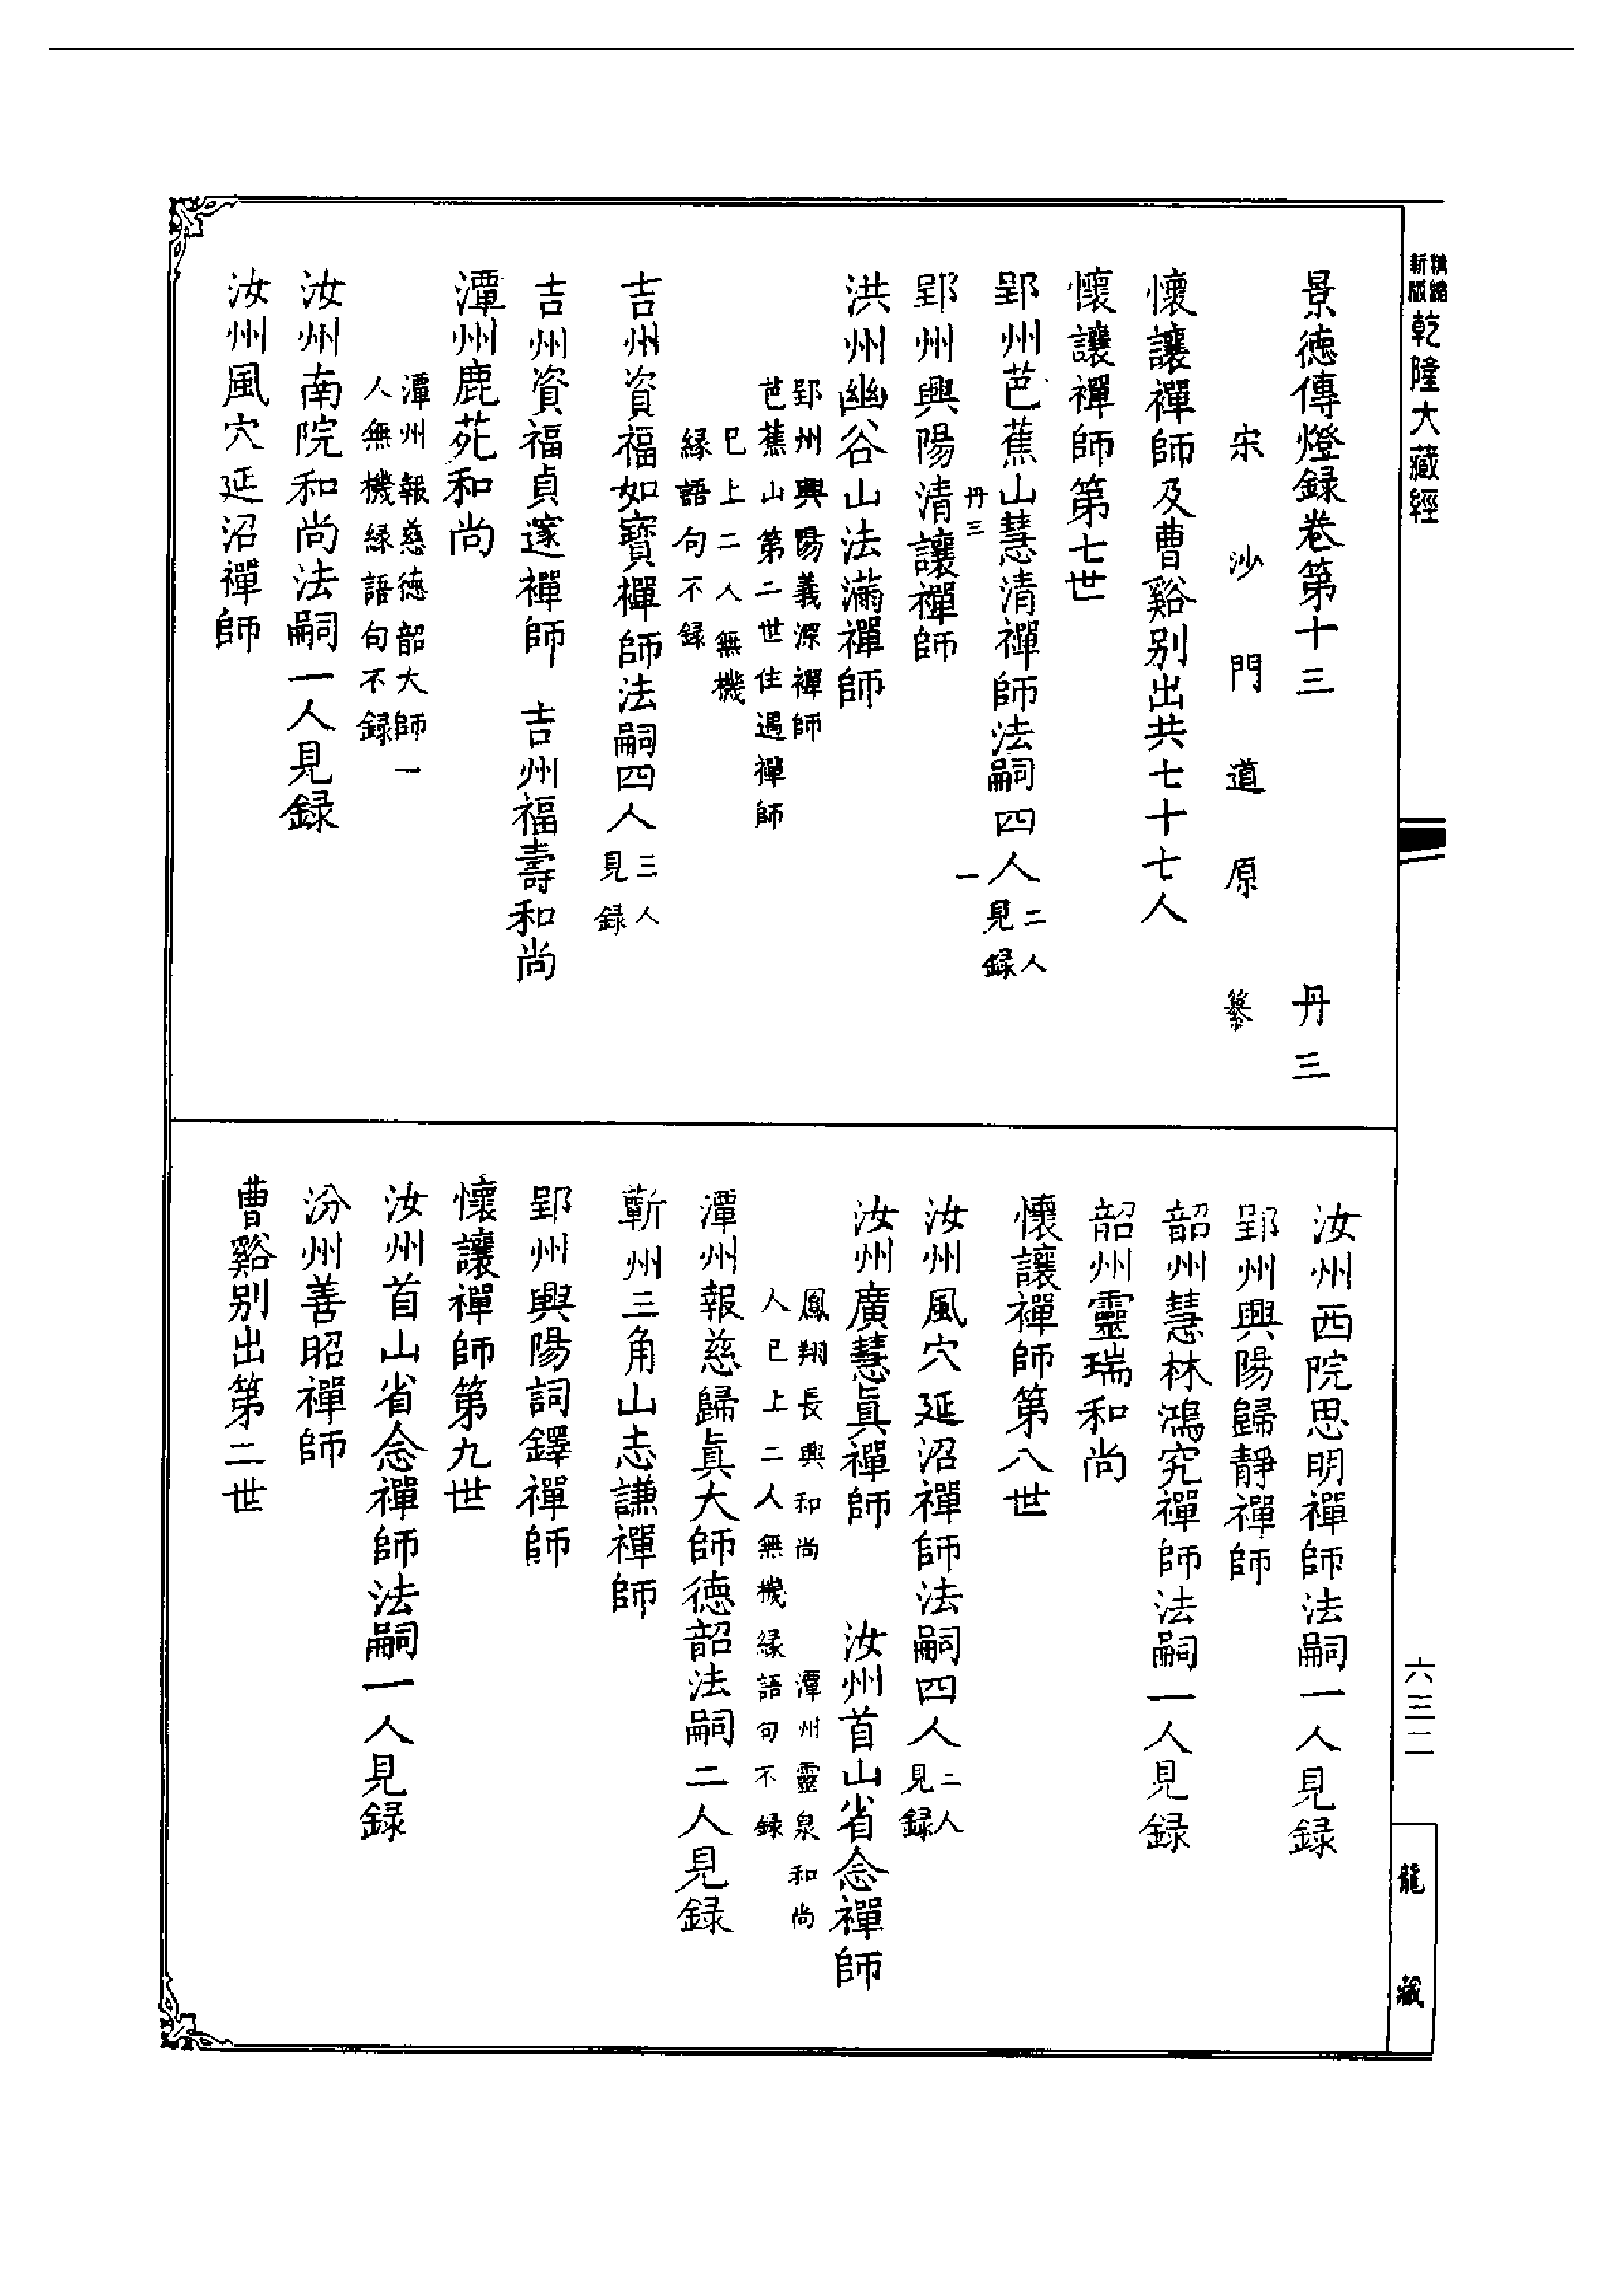 精縮新版乾隆大藏經
景德傳燈録卷第十三 丹三
宋沙門道原纂
懷讓禪師及曹谿别出共七十七人
懷讓禪師第七世
郢州芭蕉山慧清禪師法嗣四人二人見録
丹三 一
郢州興陽清讓禪師
洪州幽谷山法滿禪師
郢州興陽義深禪師
芭蕉山第二世住遇禪師
已上二人無機
緣語句不録
吉州資福如寳禪師法嗣四人三人見録
吉州資福貞邃禪師 吉州福壽和尚
潭州鹿苑和尚
潭州報慈德韶大師一
人無機緣語句不録
汝州南院和尚法嗣一人見録
汝州風穴延沼禪師
汝州西院思明禪師法嗣一人見録
郢州興陽歸靜禪師
韶州慧林鴻究禪師法嗣一人見録
韶州靈瑞和尚
懷讓禪師第八世
汝州風穴延沼禪師法嗣四人二人見録
汝州廣慧眞禪師 汝州首山省念禪師
鳳翔長興和尚 潭州靈泉和尚
人已上二人無機緣語句不録
潭州報慈歸眞大師德韶法嗣二人見録
蘄州三角山志謙禪師
郢州興陽詞鐸禪師
懷讓禪師第九世
汝州首山省念禪師法嗣一人見録
汾州善昭禪師
曹谿别出第二世
六三二
龍藏